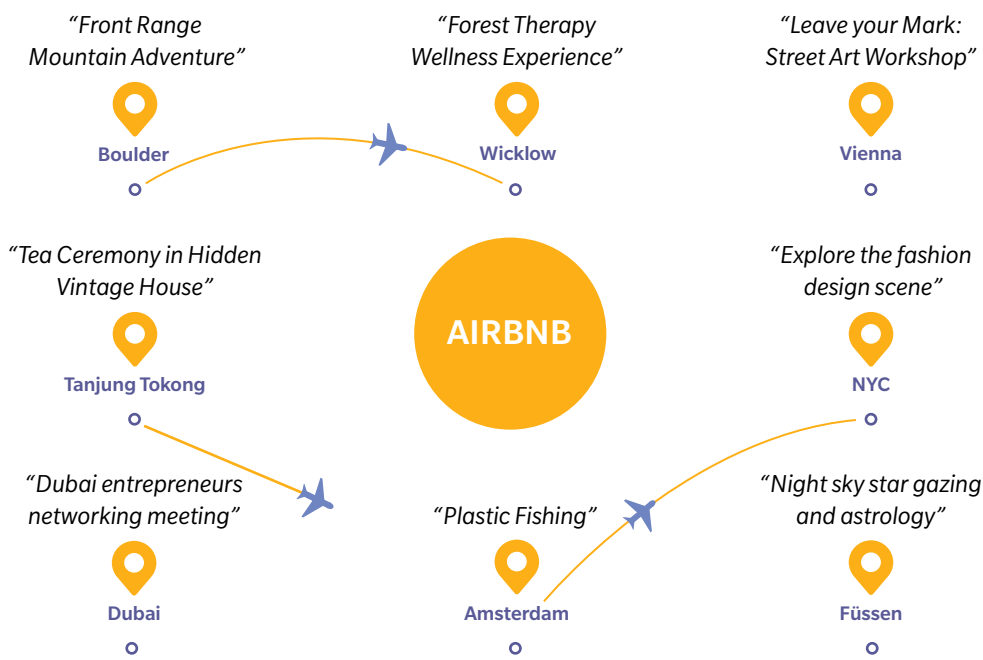 “Front Range
Mountain Adventure”
Boulder
“Forest Therapy
Wellness Experience”
Wicklow
“Leave your Mark:
Street Art Workshop”
Vienna
“Tea Ceremony in Hidden
Vintage House”
Tanjung Tokong
AIRBNB
“Explore the fashion
design scene”
NYC
“Dubai entrepreneurs
networking meeting”
Dubai
“Plastic Fishing”
Amsterdam
“Night sky star gazing
and astrology”
Füssen